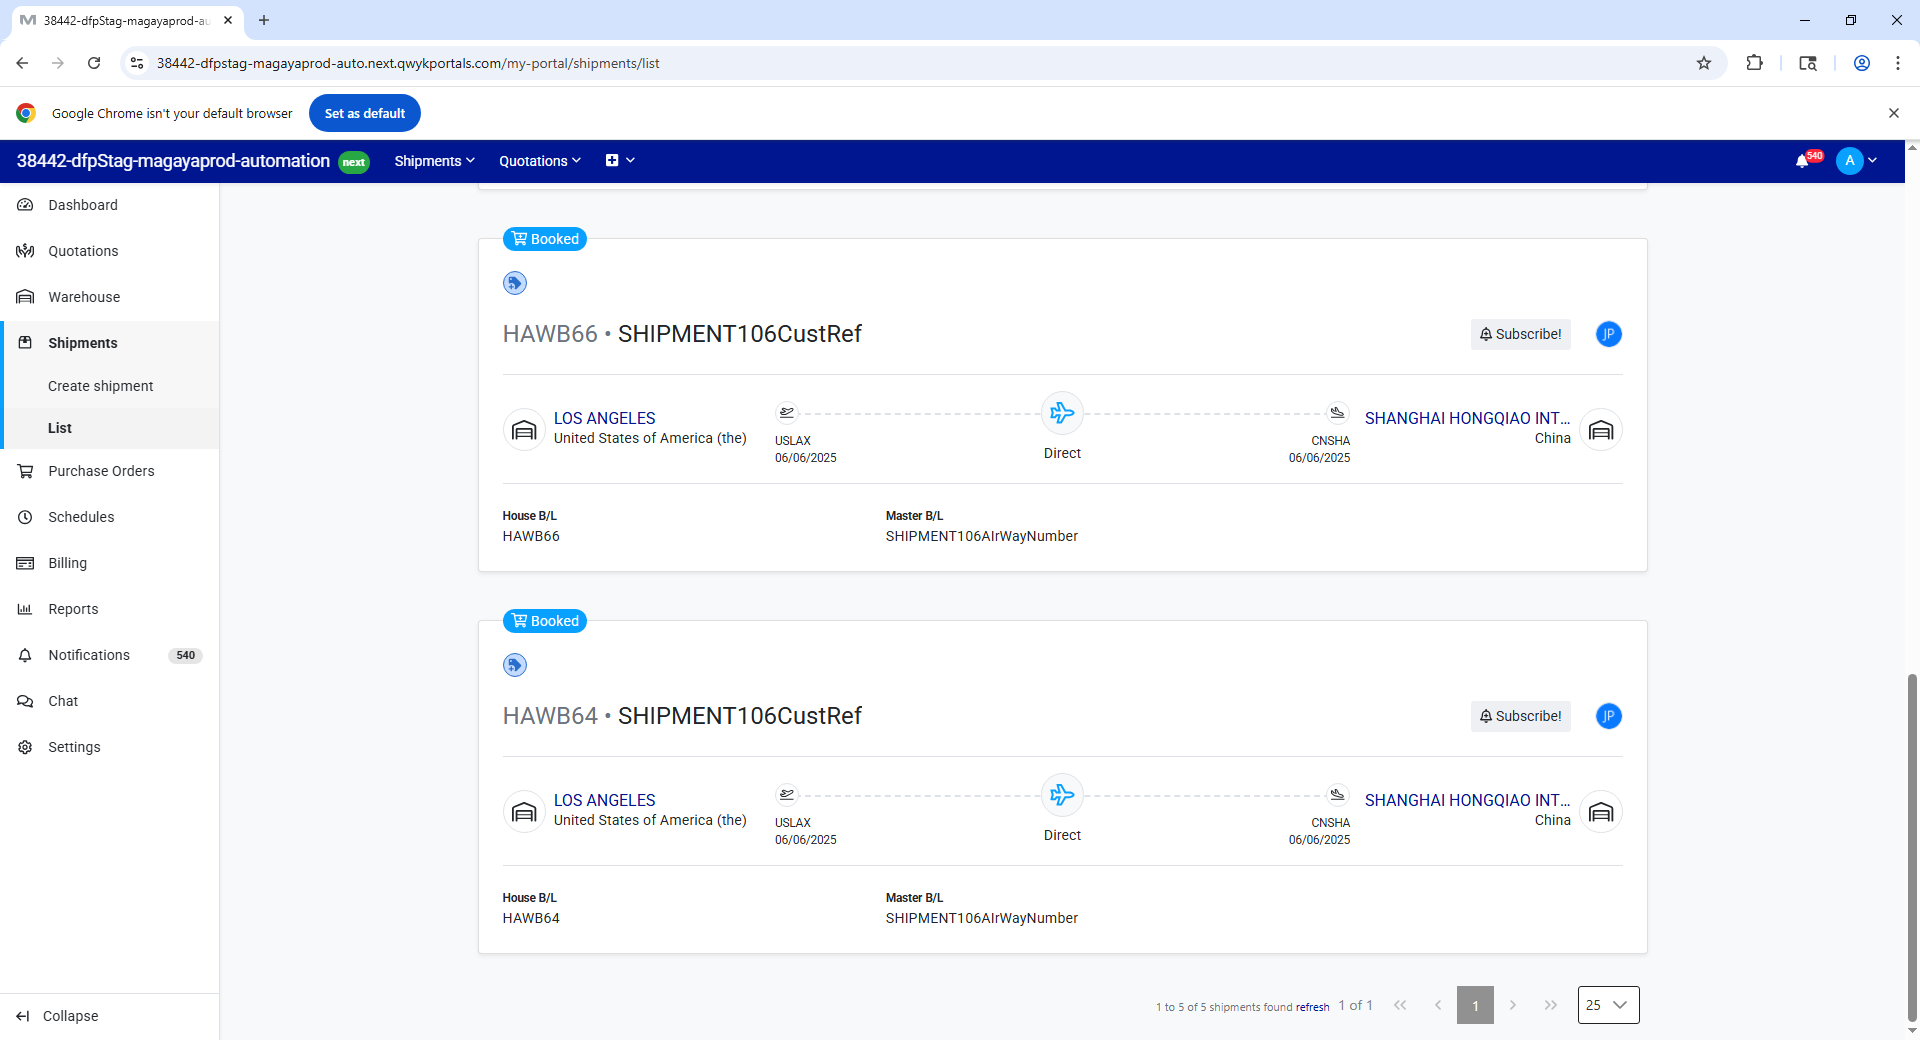 38442-dfpStag-magayaprod-au
38442-dfpstag-magayaprod-auto.next.qwykportals.com/my-portal/shipments/list
Google Chrome isn't your default browser
Set as default
38442-dfpStag-magayaprod-automation next
Shipments
Quotations
540
A
Dashboard
Quotations
Warehouse
Shipments
Create shipment
List
Purchase Orders
Schedules
Billing
Reports
Notifications 540
Chat
Settings
Collapse
Booked
HAWB66 • SHIPMENT106CustRef
Subscribe!
JP
LOS ANGELES
United States of America (the)
USLAX
06/06/2025
Direct
CNSHA
06/06/2025
SHANGHAI HONGQIAO INT...
China
House B/L
HAWB66
Master B/L
SHIPMENT106AIrWayNumber
Booked
HAWB64 • SHIPMENT106CustRef
Subscribe!
JP
LOS ANGELES
United States of America (the)
USLAX
06/06/2025
Direct
CNSHA
06/06/2025
SHANGHAI HONGQIAO INT...
China
House B/L
HAWB64
Master B/L
SHIPMENT106AIrWayNumber
1 to 5 of 5 shipments found refresh 1 of 1
1
25